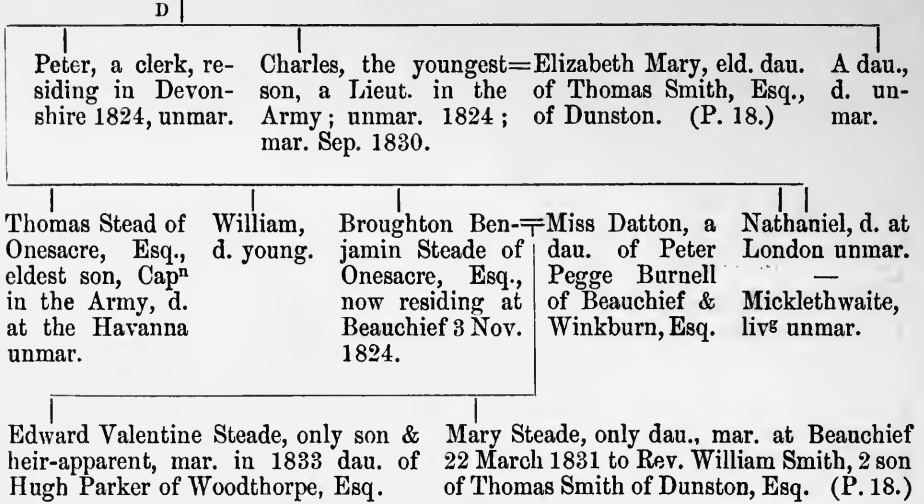 D
Peter, a clerk, re-
siding in Devon-
shire 1824, unmar.
Charles, the youngest=
son, a Lieut. in the
Army; unmar. 1824;
mar. Sep. 1830.
Elizabeth Mary, eld. dau.
of Thomas Smith, Esq.,
of Dunston. (P. 18.)
A dau.,
d. un-
mar.
Thomas Stead of
Onesacre, Esq.,
eldest son, Capⁿ
in the Army, d.
at the Havanna
unmar.
William,
d. young.
Broughton Ben-
jamin Steade of
Onesacre, Esq.,
now residing at
Beauchief 3 Nov.
1824.
Miss Datton, a
dau. of Peter
Pegge Burnell
of Beauchief &
Winkburn, Esq.
Nathaniel, d. at
London unmar.
—
Micklethwaite,
livᵍ unmar.
Edward Valentine Steade, only son &
heir-apparent, mar. in 1833 dau. of
Hugh Parker of Woodthorpe, Esq.
Mary Steade, only dau., mar. at Beauchief
22 March 1831 to Rev. William Smith, 2 son
of Thomas Smith of Dunston, Esq. (P. 18.)